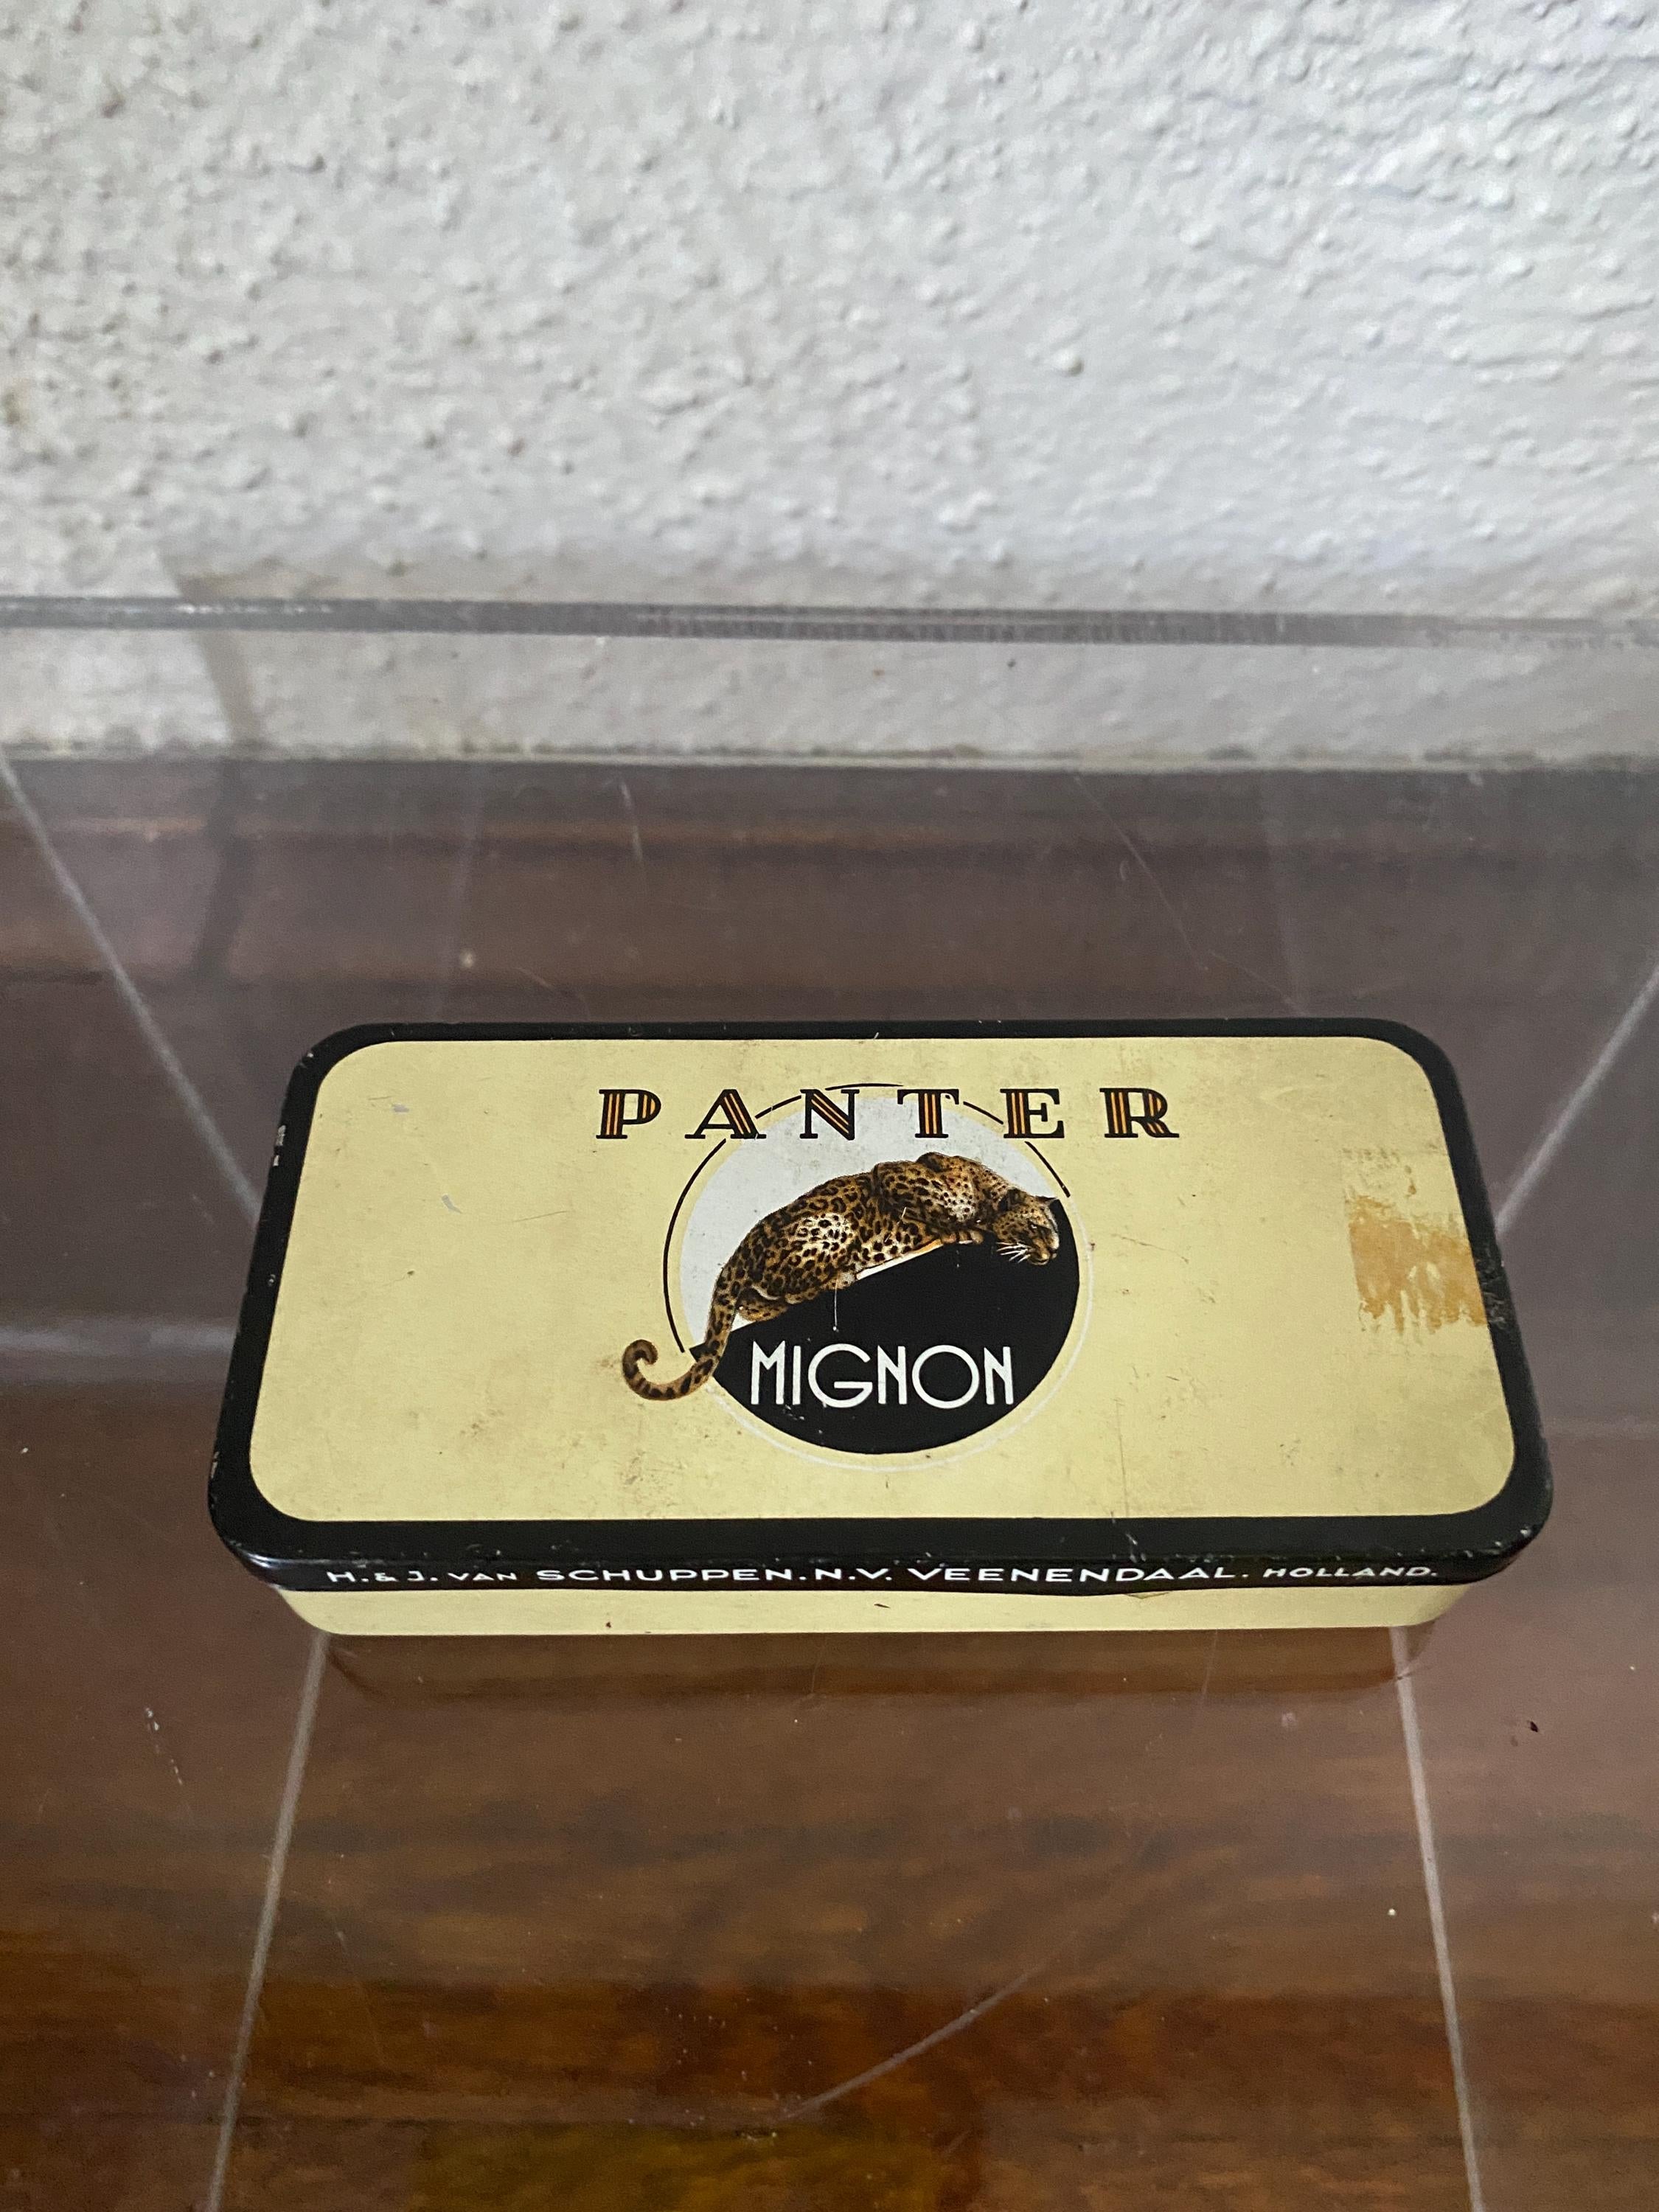 PANTER
MIGNON
H. & J. VAN SCHUPPEN. N.V. VEENENDAAL. HOLLAND.